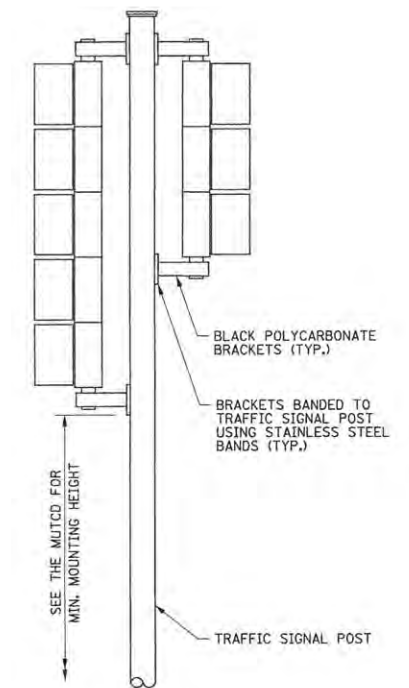 BLACK POLYCARBONATE
BRACKETS (TYP.)
BRACKETS BANDED TO
TRAFFIC SIGNAL POST
USING STAINLESS STEEL
BANDS (TYP.)
SEE THE MUTCD FOR
MIN. MOUNTING HEIGHT
TRAFFIC SIGNAL POST